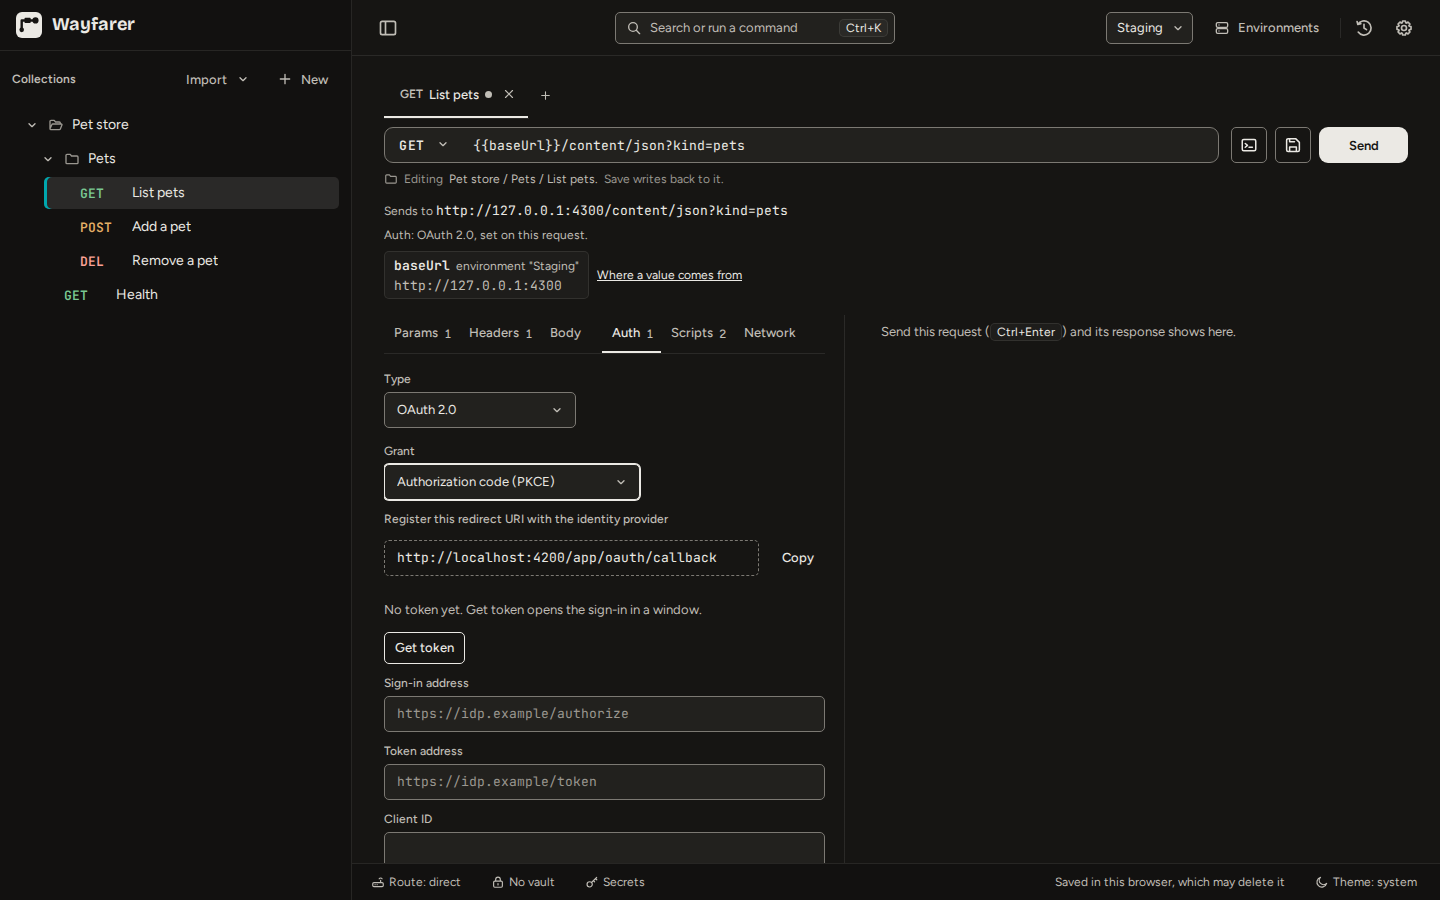 Wayfarer
Search or run a command Ctrl+K
Staging
Environments
Collections Import New
Pet store
Pets
GET List pets
POST Add a pet
DEL Remove a pet
GET Health
GET List pets
GET {{baseUrl}}/content/json?kind=pets
Send
Editing Pet store / Pets / List pets. Save writes back to it.
Sends to http://127.0.0.1:4300/content/json?kind=pets
Auth: OAuth 2.0, set on this request.
baseUrl environment "Staging"
http://127.0.0.1:4300
Where a value comes from
Params 1 Headers 1 Body Auth 1 Scripts 2 Network
Send this request (Ctrl+Enter) and its response shows here.
Type
OAuth 2.0
Grant
Authorization code (PKCE)
Register this redirect URI with the identity provider
http://localhost:4200/app/oauth/callback Copy
No token yet. Get token opens the sign-in in a window.
Get token
Sign-in address
https://idp.example/authorize
Token address
https://idp.example/token
Client ID
Route: direct No vault Secrets Saved in this browser, which may delete it Theme: system